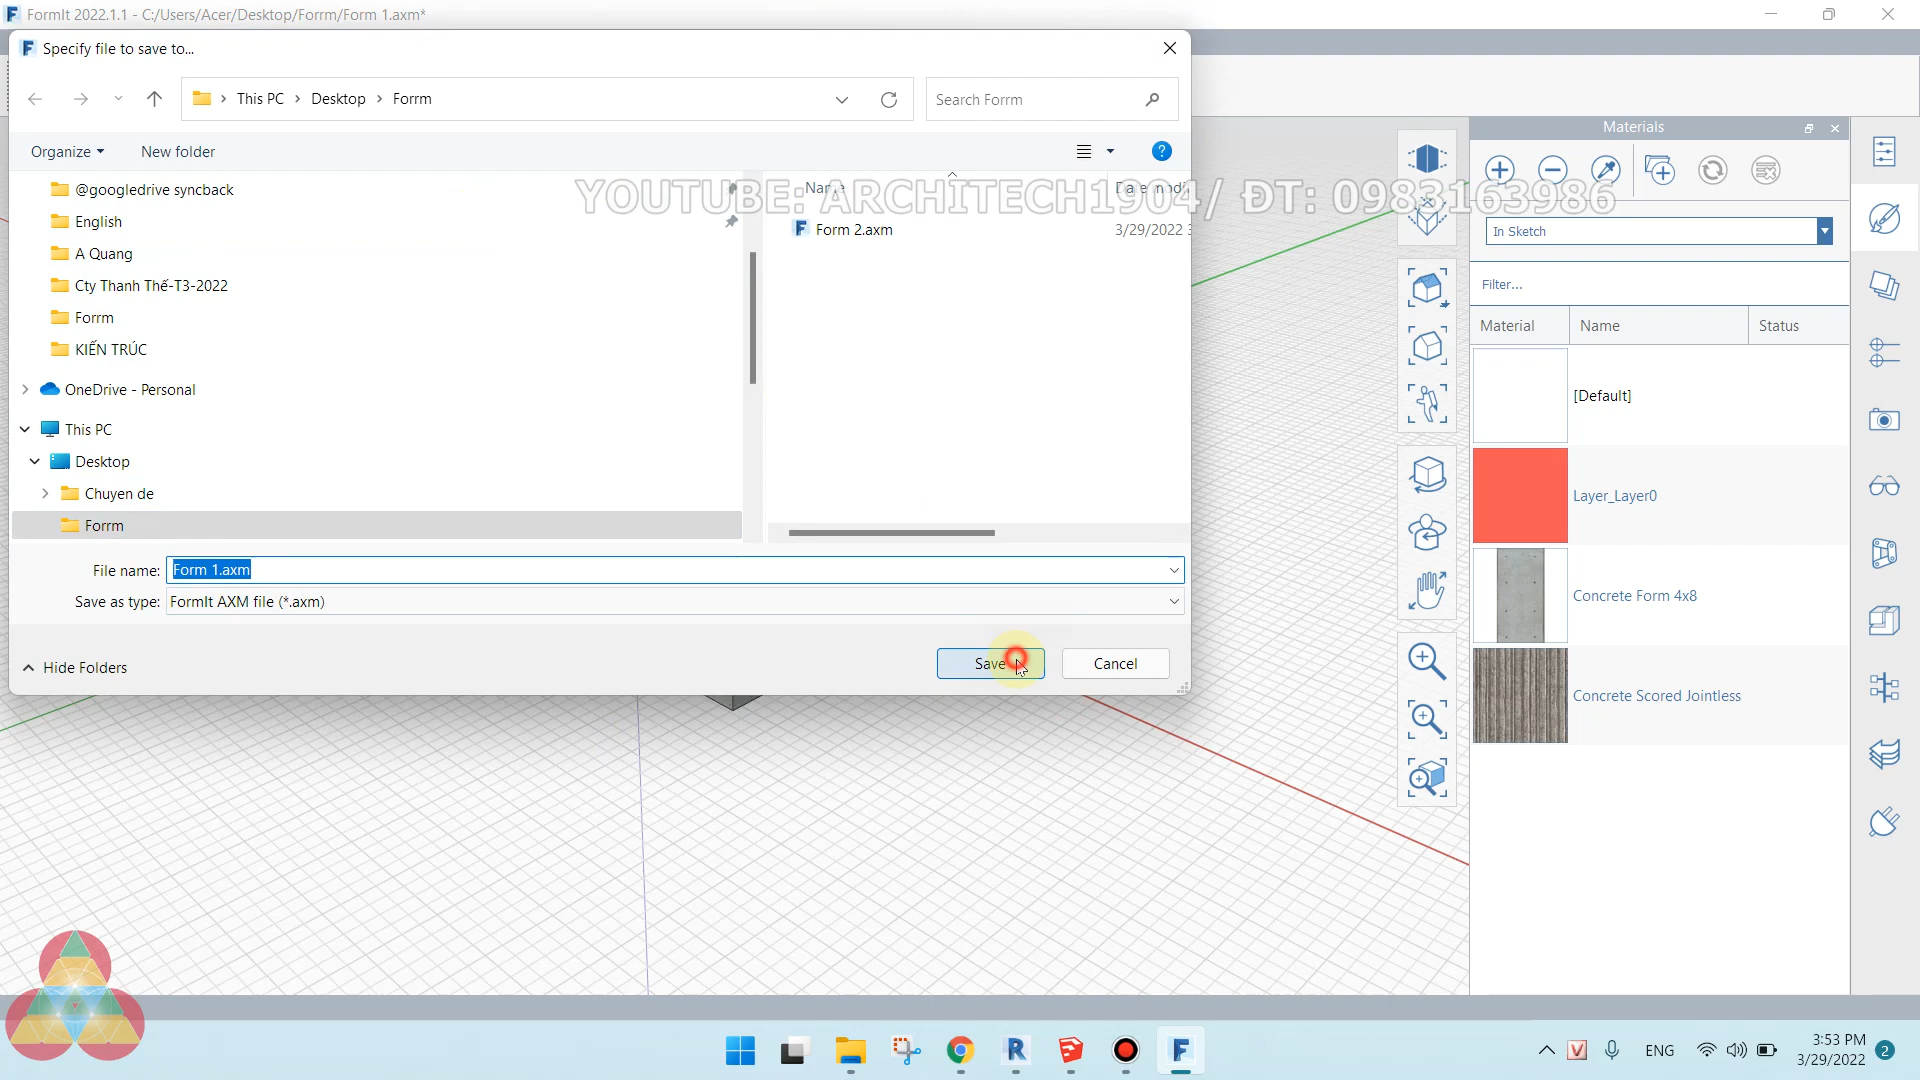 FormIt 2022.1.1 - C:/Users/Acer/Desktop/Forrm/Form 1.axm*
Specify file to save to...
This PC > Desktop > Forrm
Search Forrm
Organize
New folder
@googledrive syncback
English
A Quang
Cty Thanh Thế-T3-2022
Forrm
KIẾN TRÚC
OneDrive - Personal
This PC
Desktop
Chuyen de
Forrm
Name
Date modi
Form 2.axm
3/29/2022 3
YOUTUBE: ARCHITECH1904/ ĐT: 0983163986
File name: Form 1.axm
Save as type: FormIt AXM file (*.axm)
Hide Folders
Save
Cancel
Materials
In Sketch
Filter...
Material Name Status
[Default]
Layer_Layer0
Concrete Form 4x8
Concrete Scored Jointless
ENG
3:53 PM
3/29/2022
2